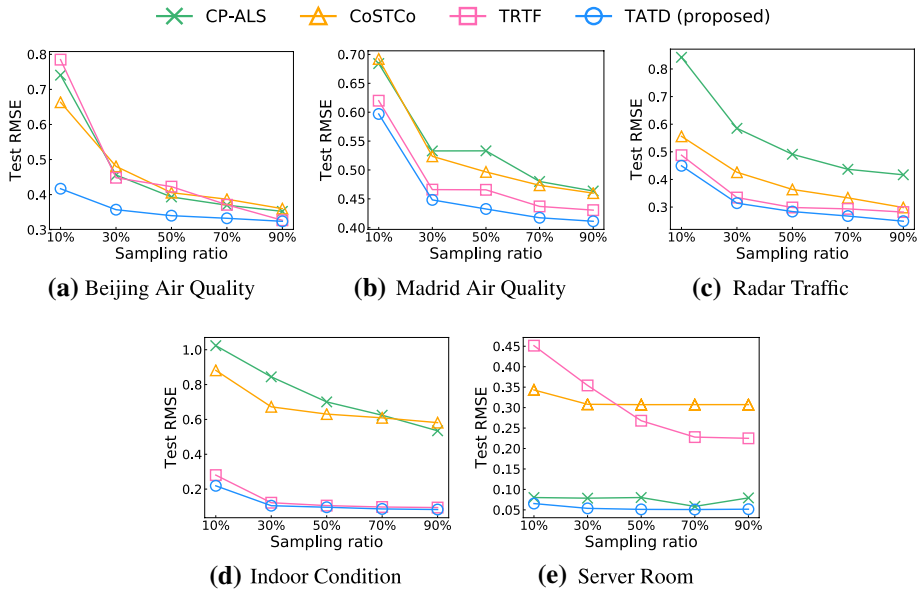 CP-ALS CoSTCo TRTF TATD (proposed)
Test RMSE
0.8
0.7
0.6
0.5
0.4
0.3
10% 30% 50% 70% 90%
Sampling ratio
(a) Beijing Air Quality
Test RMSE
0.70
0.65
0.60
0.55
0.50
0.45
0.40
10% 30% 50% 70% 90%
Sampling ratio
(b) Madrid Air Quality
Test RMSE
0.8
0.6
0.5
0.3
10% 30% 50% 70% 90%
Sampling ratio
(c) Radar Traffic
Test RMSE
1.0
0.8
0.6
0.4
0.2
10% 30% 50% 70% 90%
Sampling ratio
(d) Indoor Condition
Test RMSE
0.45
0.40
0.35
0.30
0.25
0.20
0.15
0.10
0.05
10% 30% 50% 70% 90%
Sampling ratio
(e) Server Room